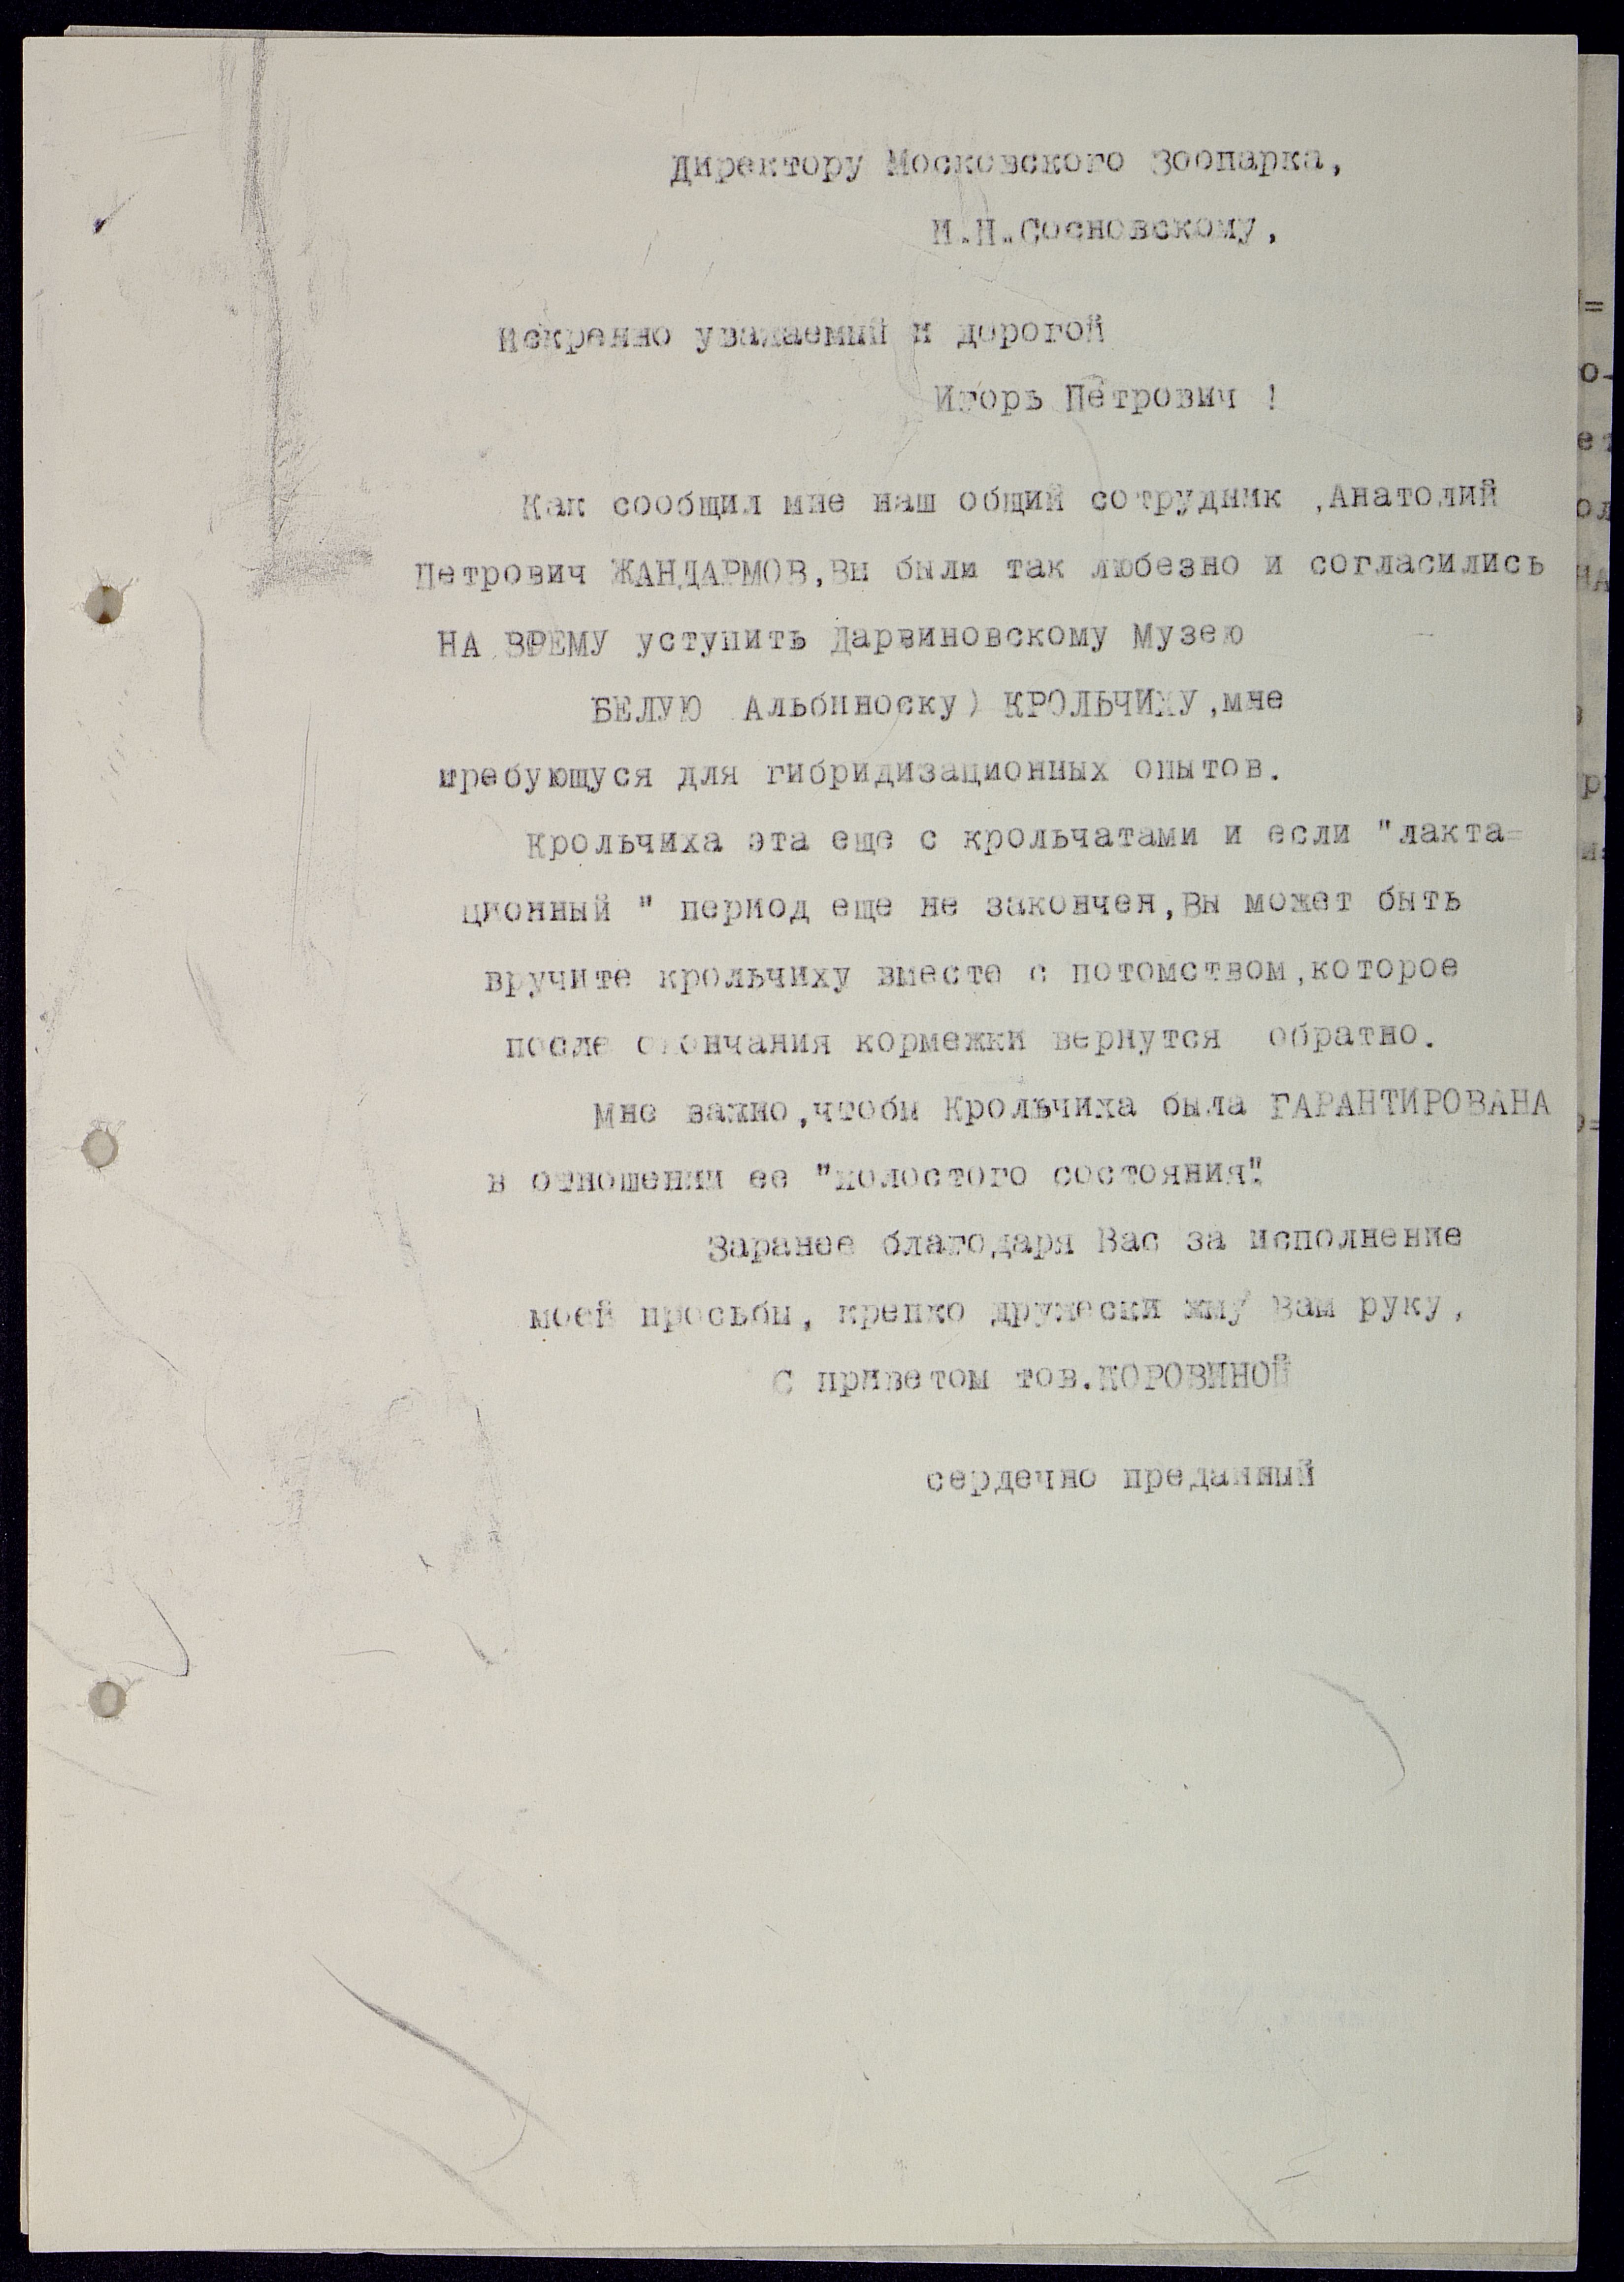 Директору Московского Зоопарка,
И.П.Сосновскому,
Искренно уважаемый и дорогой
Игорь Петрович !
Как сообщил мне наш общий сотрудник ,Анатолий
Петрович ЖАНДАРМОВ,Вы были так любезно и согласились
НА ВРЕМУ уступить Дарвиновскому Музею
БЕЛУЮ Альбиноску) КРОЛЬЧИХУ,мне
требующуся для гибридизационных опытов.
Крольчиха эта еще с крольчатами и если "лакта=
ционный " период еще не закончен,Вы может быть
вручите крольчиху вместе с потомством,которое
после окончания кормежки вернутся обратно.
Мне важно,чтобы Крольчиха была ГАРАНТИРОВАНА
в отношении ее "холостого состояния".
Заранее благодаря Вас за исполнение
моей просьбы, крепко дружески жму Вам руку,
С приветом тов.КОРОВИНОЙ
сердечно преданный